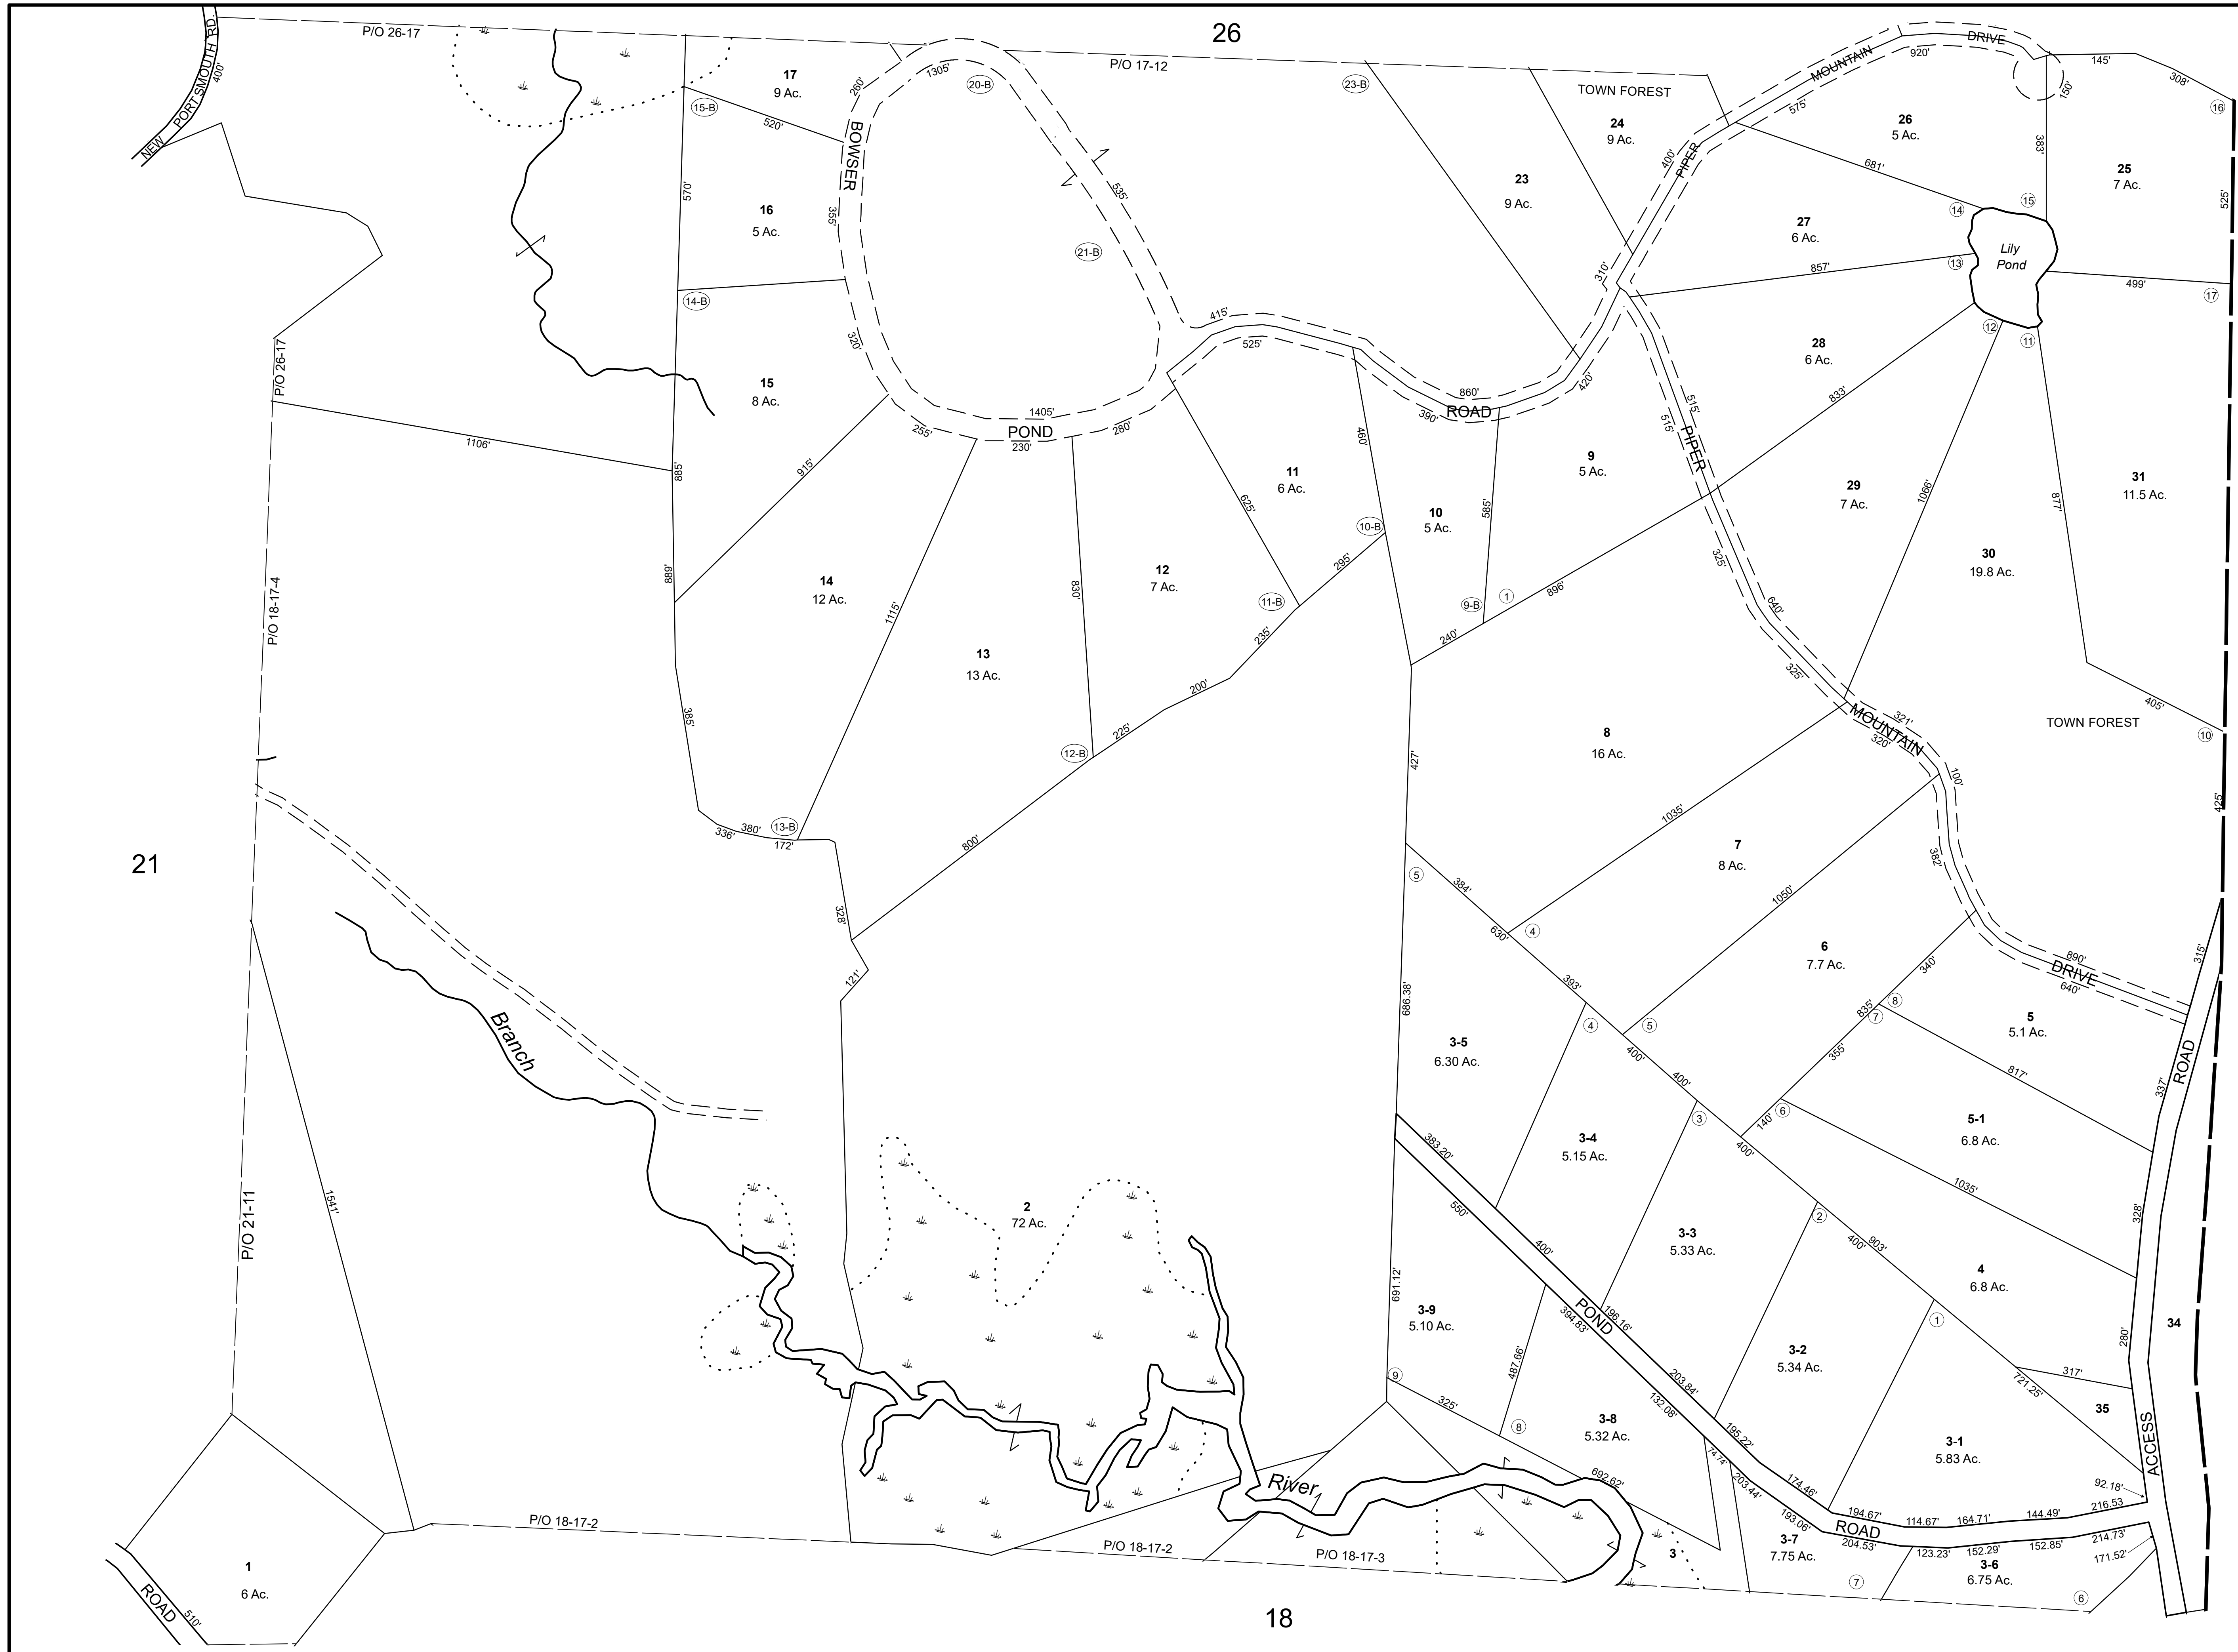 26
21
18
P/O 26-17
P/O 17-12
NEW PORTSMOUTH RD.
400'
17
9 Ac.
15-B
520'
260'
1305'
20-B
BOWSER
570'
16
5 Ac.
355'
14-B
320'
535'
21-B
23-B
TOWN FOREST
24
9 Ac.
23
9 Ac.
MOUNTAIN
DRIVE
920'
575'
PIPER
400'
310'
26
5 Ac.
681'
150'
145'
308'
16
383'
25
7 Ac.
525'
15
14
27
6 Ac.
Lily
Pond
13
857'
499'
17
12
11
28
6 Ac.
833'
P/O 26-17
1106'
885'
15
8 Ac.
915'
255'
POND
1405'
230'
280'
415'
525'
860'
390'
ROAD
420'
515'
515'
PIPER
11
6 Ac.
625'
460'
10-B
10
5 Ac.
585'
9
5 Ac.
29
7 Ac.
1066'
877'
31
11.5 Ac.
30
19.8 Ac.
P/O 18-17-4
889'
14
12 Ac.
1115'
13
13 Ac.
830'
12
7 Ac.
295'
11-B
235'
9-B
1
896'
240'
325'
640'
325'
200'
225'
12-B
385'
336'
380'
13-B
172'
800'
328'
121'
427'
8
16 Ac.
321'
MOUNTAIN
320'
100'
TOWN FOREST
405'
10
425'
1035'
7
8 Ac.
382'
5
384'
630'
4
1050'
6
7.7 Ac.
340'
890'
DRIVE
640'
315'
393'
686.38'
835'
8
7
5
5.1 Ac.
817'
337'
ROAD
Branch
3-5
6.30 Ac.
4
5
400'
400'
355'
140'
6
5-1
6.8 Ac.
1035'
328'
3
400'
383.20'
550'
3-4
5.15 Ac.
P/O 21-11
1541'
2
72 Ac.
3-3
5.33 Ac.
2
400'
903'
4
6.8 Ac.
400'
691.12'
3-9
5.10 Ac.
POND
196.16'
394.83'
1
34
280'
317'
3-2
5.34 Ac.
487.66'
203.84'
132.08'
9
325'
8
721.25'
35
3-8
5.32 Ac.
195.22'
3-1
5.83 Ac.
ACCESS
River
692.62'
74.74'
203.44'
174.46'
92.18'
216.53
193.06'
194.67'
114.67'
164.71'
144.49'
ROAD
204.53'
123.23'
152.29'
152.85'
214.73'
171.52'
P/O 18-17-2
P/O 18-17-2
P/O 18-17-3
3
3-7
7.75 Ac.
7
3-6
6.75 Ac.
6
1
6 Ac.
ROAD
510'